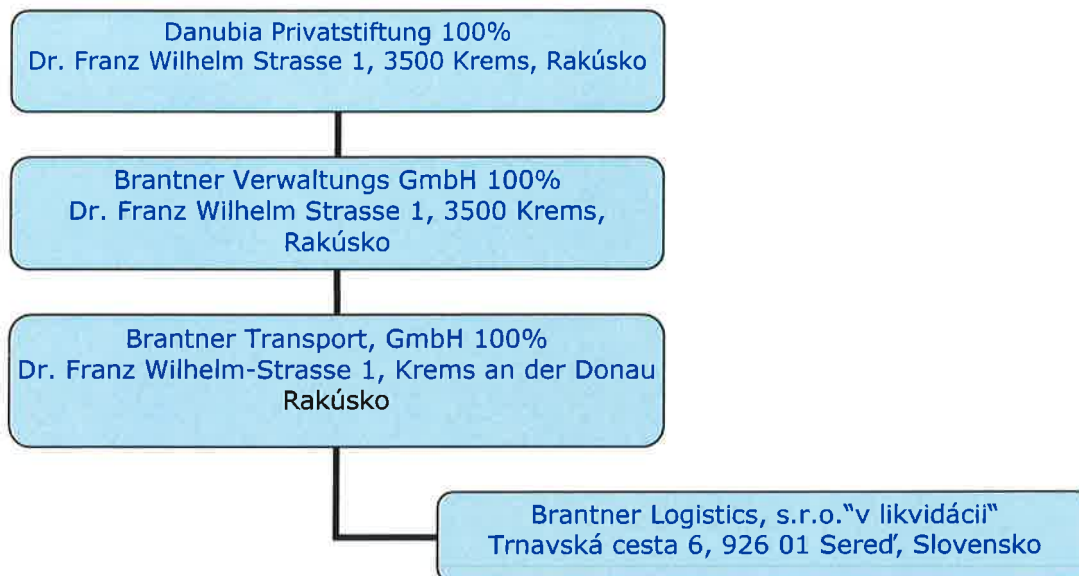 Danubia Privatstiftung 100%
Dr. Franz Wilhelm Strasse 1, 3500 Krems, Rakúsko
Brantner Verwaltungs GmbH 100%
Dr. Franz Wilhelm Strasse 1, 3500 Krems,
Rakúsko
Brantner Transport, GmbH 100%
Dr. Franz Wilhelm-Strasse 1, Krems an der Donau
Rakúsko
Brantner Logistics, s.r.o."v likvidácii"
Trnavská cesta 6, 926 01 Sereď, Slovensko